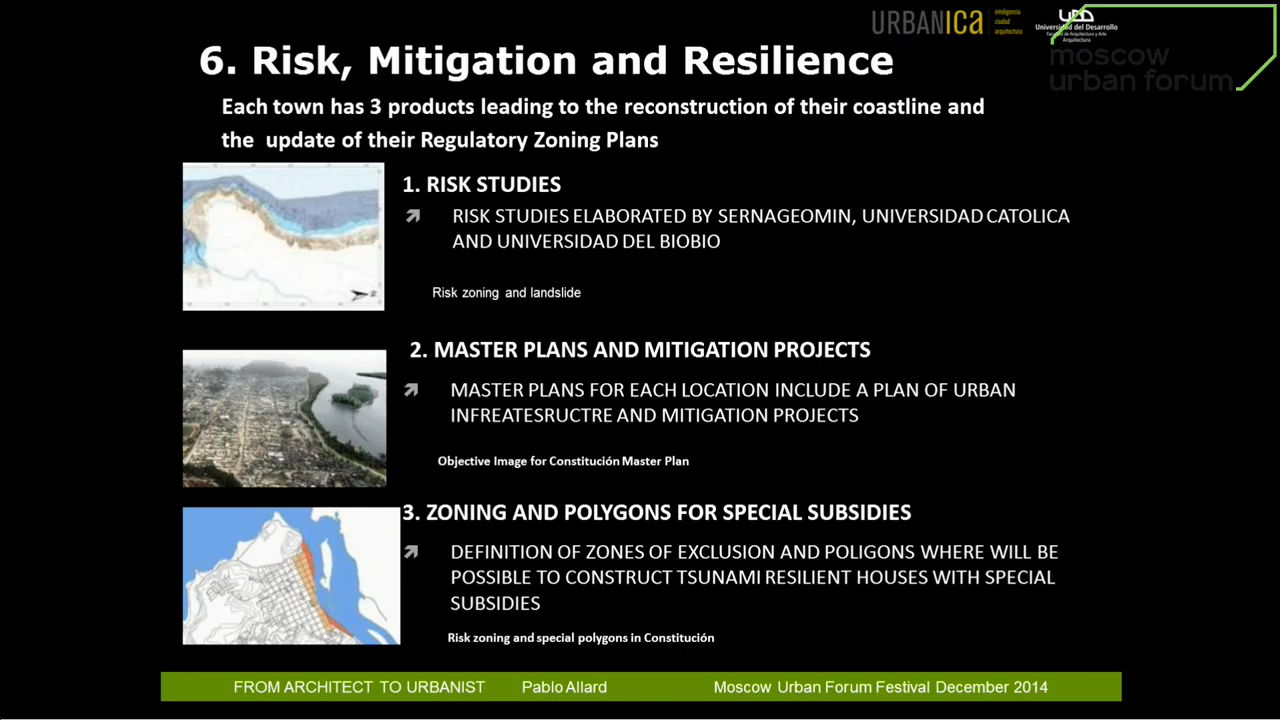 URBANICA
inteligencia
ciudad
arquitectura
Universidad del Desarrollo
Facultad de Arquitectura y Arte
Arquitectura
moscow
urban forum
6. Risk, Mitigation and Resilience
Each town has 3 products leading to the reconstruction of their coastline and
the update of their Regulatory Zoning Plans
1. RISK STUDIES
RISK STUDIES ELABORATED BY SERNAGEOMIN, UNIVERSIDAD CATOLICA
AND UNIVERSIDAD DEL BIOBIO
Risk zoning and landslide
2. MASTER PLANS AND MITIGATION PROJECTS
MASTER PLANS FOR EACH LOCATION INCLUDE A PLAN OF URBAN
INFREATESRUCTRE AND MITIGATION PROJECTS
Objective Image for Constitución Master Plan
3. ZONING AND POLYGONS FOR SPECIAL SUBSIDIES
DEFINITION OF ZONES OF EXCLUSION AND POLIGONS WHERE WILL BE
POSSIBLE TO CONSTRUCT TSUNAMI RESILIENT HOUSES WITH SPECIAL
SUBSIDIES
Risk zoning and special polygons in Constitución
FROM ARCHITECT TO URBANIST Pablo Allard Moscow Urban Forum Festival December 2014